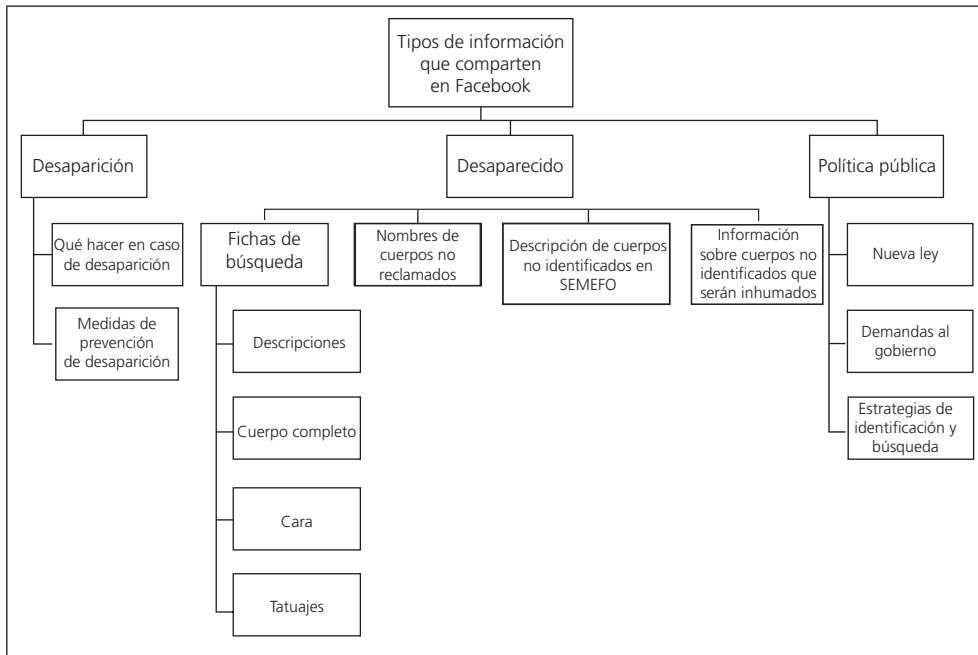 Tipos de información
que comparten
en Facebook
Desaparición
Desaparecido
Política pública
Qué hacer en caso
de desaparición
Medidas de
prevención
de desaparición
Fichas de
búsqueda
Nombres de
cuerpos no
reclamados
Descripción de cuerpos
no identificados en
SEMEFO
Información
sobre cuerpos no
identificados que
serán inhumados
Descripciones
Cuerpo completo
Cara
Tatuajes
Nueva ley
Demandas al
gobierno
Estrategias de
identificación y
búsqueda